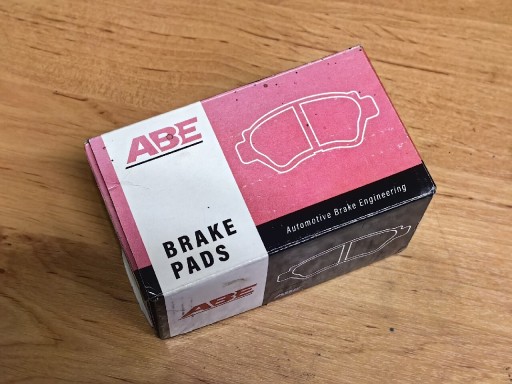 ABE
BRAKE
PADS
Automotive Brake Engineering
ABE